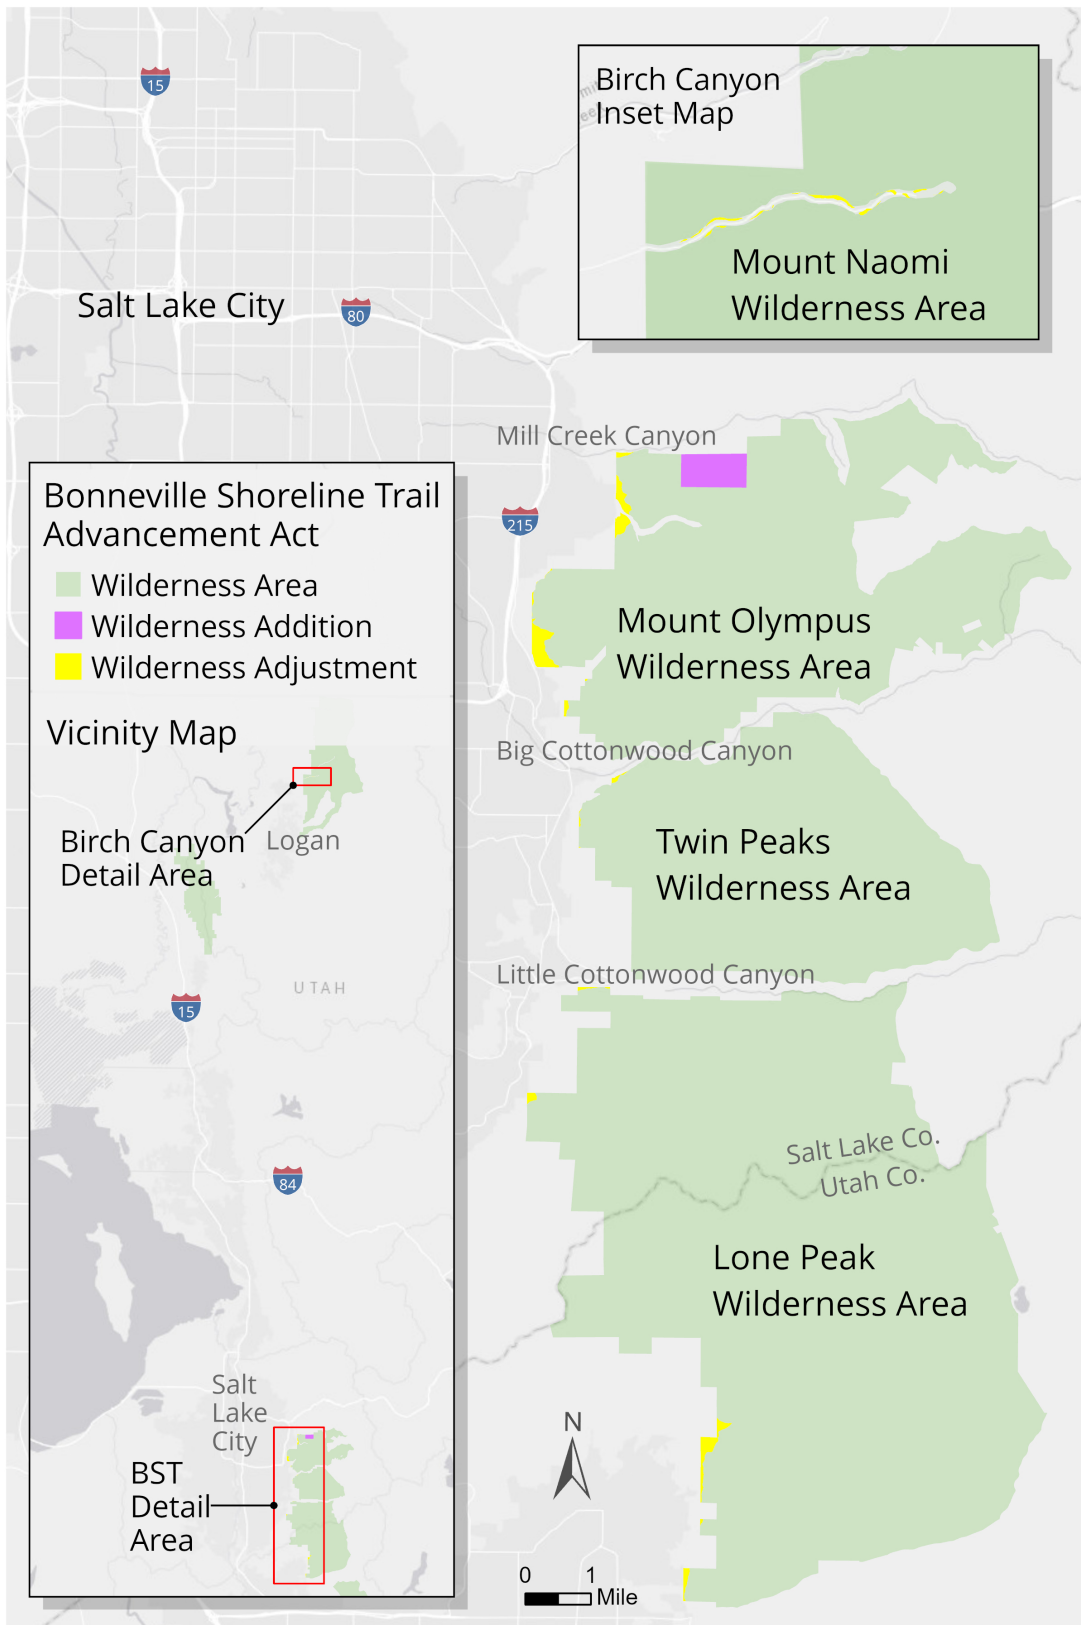 15
Birch Canyon
Inset Map
Mount Naomi
Wilderness Area
Salt Lake City
80
Mill Creek Canyon
Bonneville Shoreline Trail
Advancement Act
215
Wilderness Area
Wilderness Addition
Wilderness Adjustment
Mount Olympus
Wilderness Area
Vicinity Map
Big Cottonwood Canyon
Birch Canyon
Detail Area
Logan
Twin Peaks
Wilderness Area
Little Cottonwood Canyon
UTAH
15
Salt Lake Co.
Utah Co.
84
Lone Peak
Wilderness Area
Salt
Lake
City
BST
Detail
Area
N
0 1
Mile